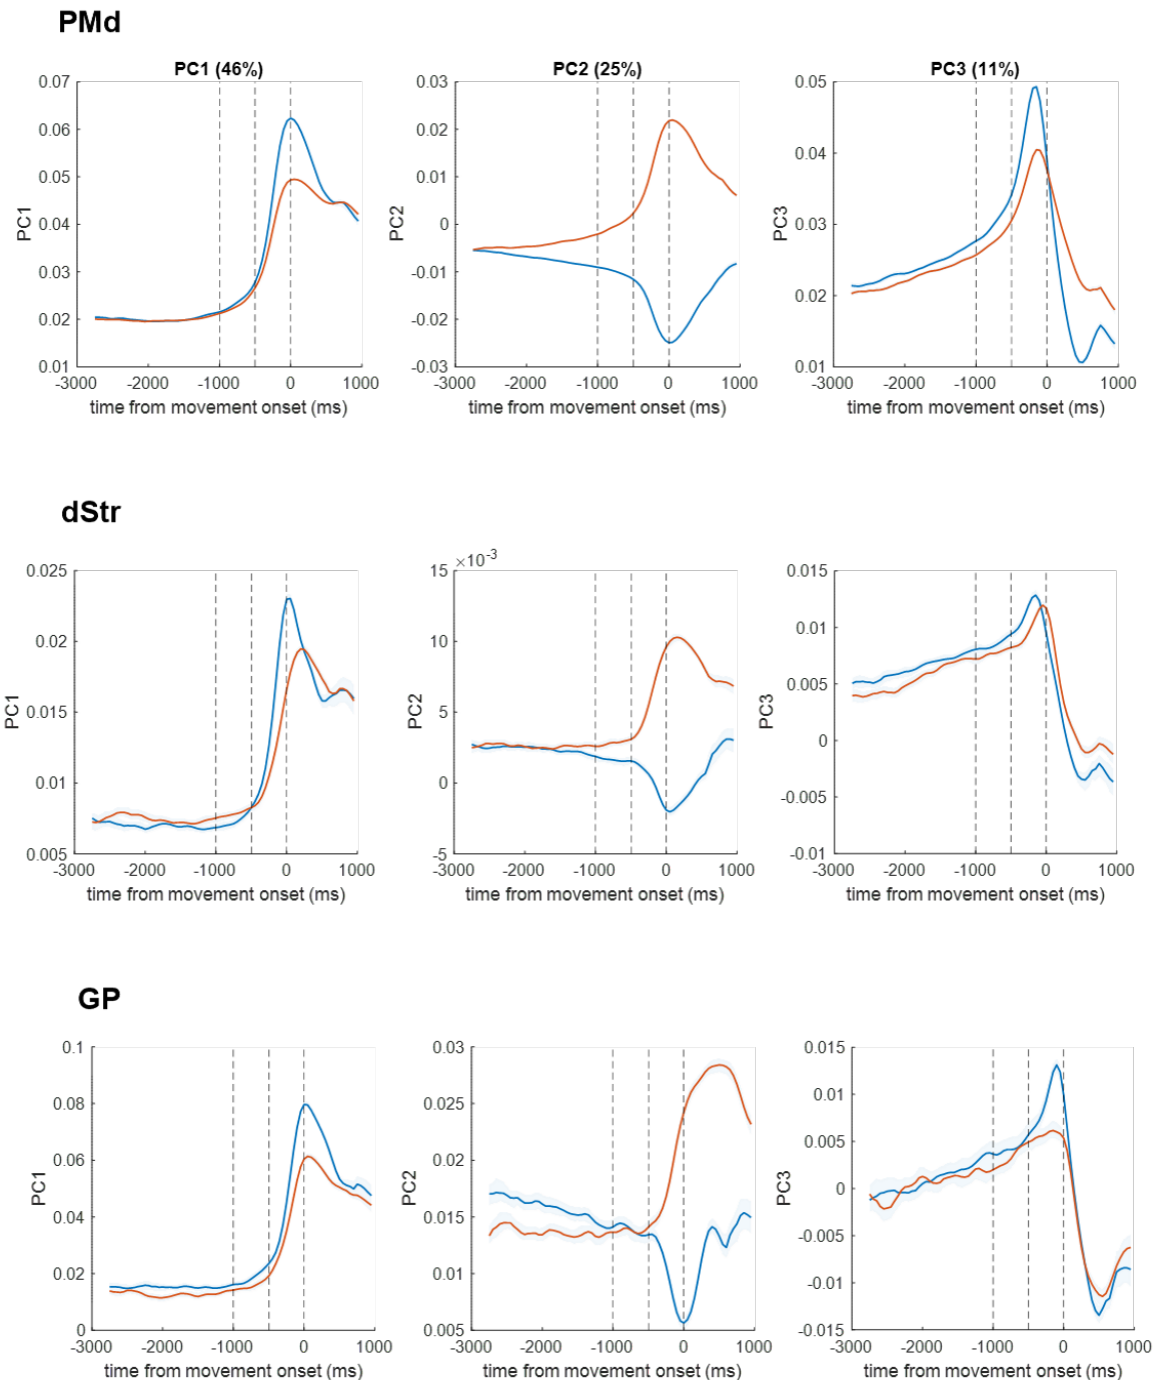 PMd
PC1 (46%) PC2 (25%) PC3 (11%)
0.07 0.03 0.05
0.06 0.02 0.04
0.05 0.01
0.04 0 0.03
0.03 -0.01
0.02 -0.02 0.02
0.01 -0.03 0.01
PC1 PC2 PC3
-3000 -2000 -1000 0 1000 -3000 -2000 -1000 0 1000 -3000 -2000 -1000 0 1000
time from movement onset (ms) time from movement onset (ms) time from movement onset (ms)
dStr
×10-3
0.025 15 0.015
0.02 10 0.01
0.015 5 0.005
0
0.01 0 -0.005
0.005 -5 -0.01
PC1 PC2 PC3
-3000 -2000 -1000 0 1000 -3000 -2000 -1000 0 1000 -3000 -2000 -1000 0 1000
time from movement onset (ms) time from movement onset (ms) time from movement onset (ms)
GP
0.1 0.03 0.015
0.08 0.025 0.01
0.06 0.02 0.005
0
0.04 0.015 -0.005
0.02 0.01 -0.01
0 0.005 -0.015
PC1 PC2 PC3
-3000 -2000 -1000 0 1000 -3000 -2000 -1000 0 1000 -3000 -2000 -1000 0 1000
time from movement onset (ms) time from movement onset (ms) time from movement onset (ms)